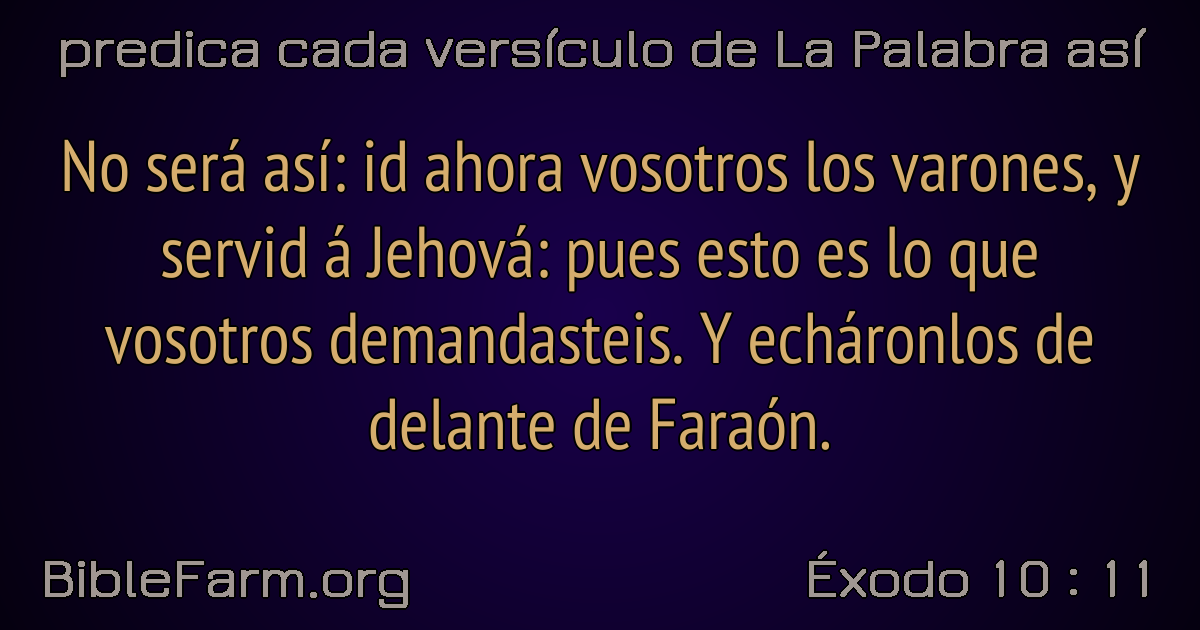 predica cada versículo de La Palabra así
No será así: id ahora vosotros los varones, y
servid á Jehová: pues esto es lo que
vosotros demandasteis. Y echáronlos de
delante de Faraón.
BibleFarm.org
Éxodo 10 : 11